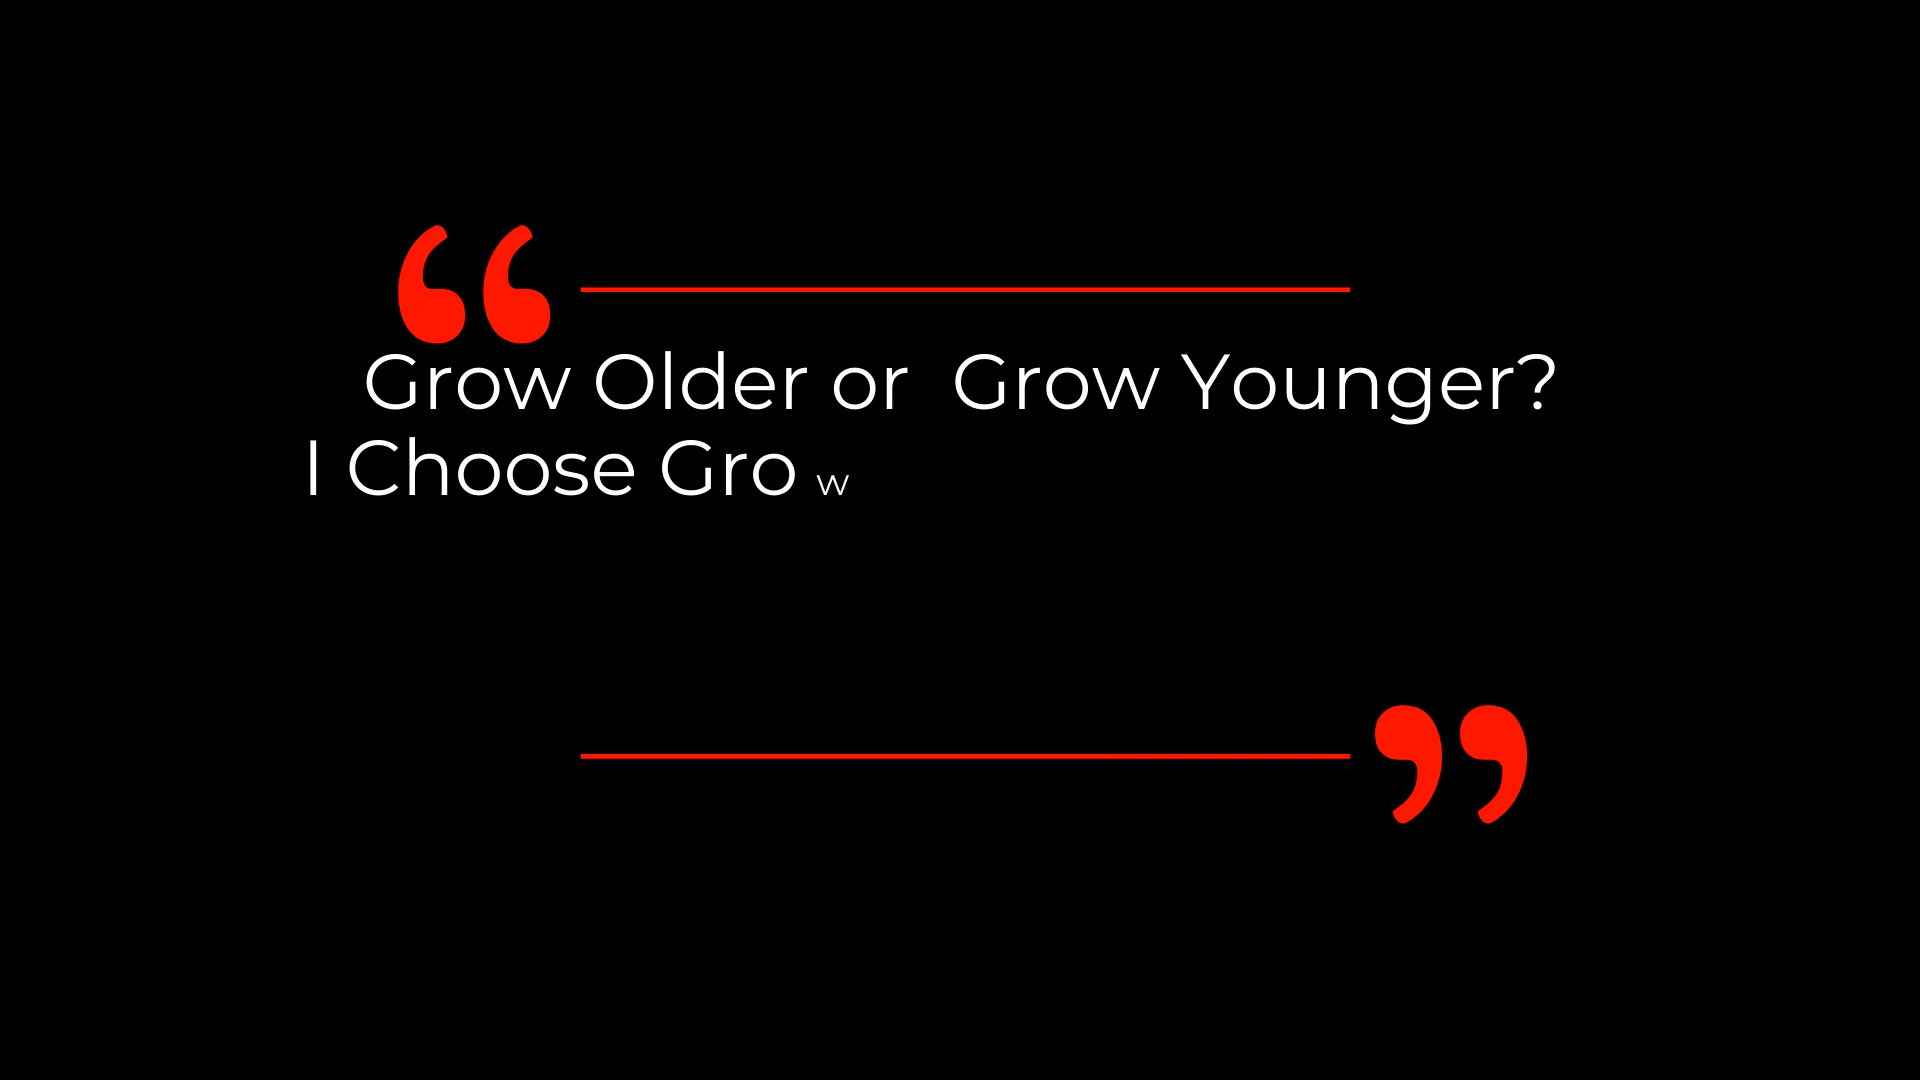 “
Grow Older or  Grow Younger?
I Choose Gro w
”